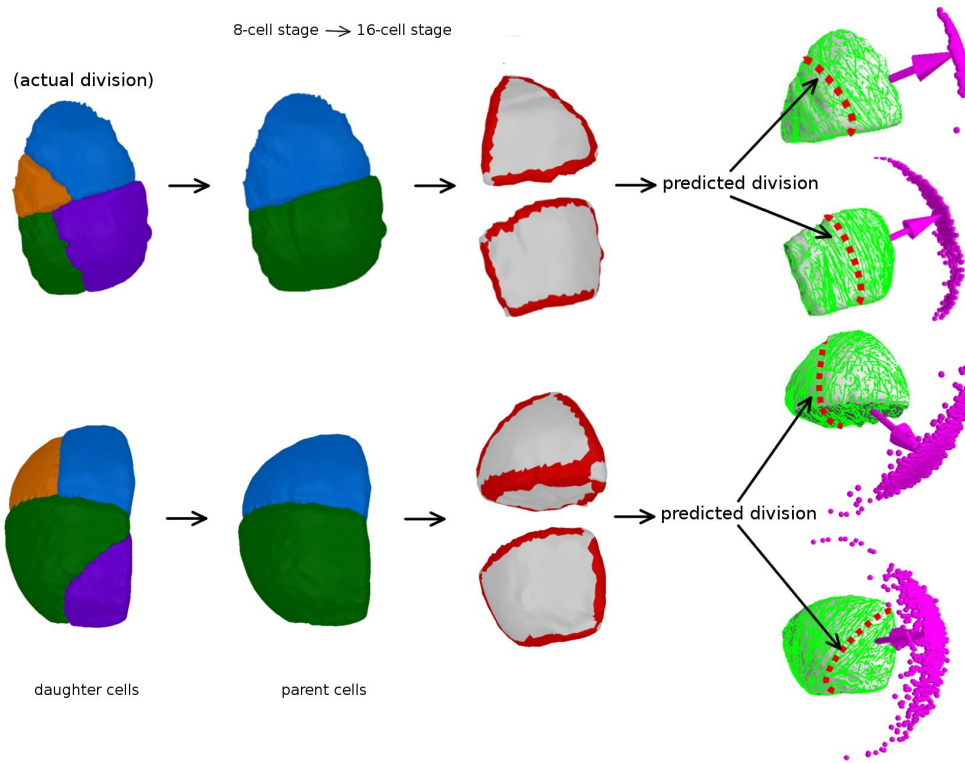 8-cell stage → 16-cell stage
(actual division)
predicted division
predicted division
daughter cells
parent cells